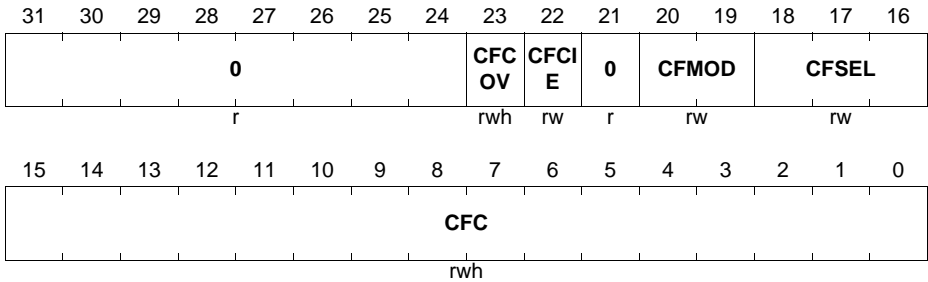 31 30 29 28 27 26 25 24 23 22 21 20 19 18 17 16
0 CFC OV CFCI E 0 CFMOD CFSEL
r rwh rw r rw rw
15 14 13 12 11 10 9 8 7 6 5 4 3 2 1 0
CFC
rwh